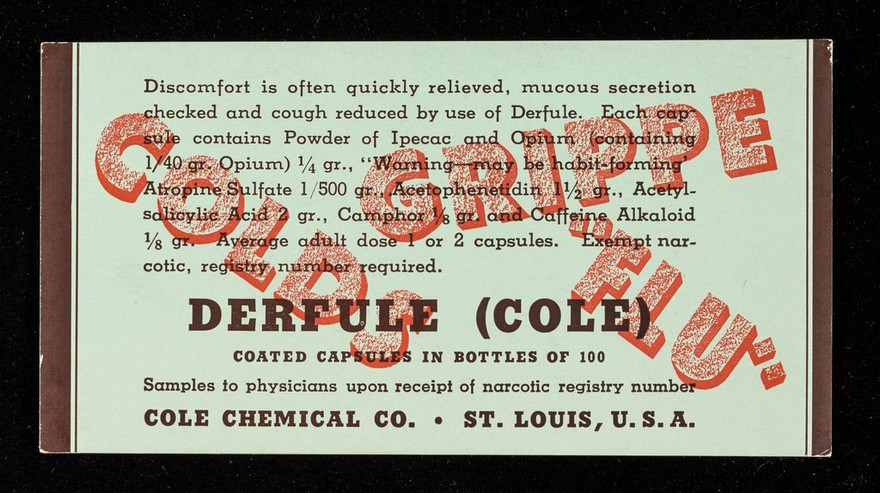 Discomfort is often quickly relieved, mucous secretion
checked and cough reduced by use of Derfule. Each cap-
sule contains Powder of Ipecac and Opium (containing
1/40 gr. Opium) ¼ gr., "Warning—may be habit-forming"
Atropine Sulfate 1/500 gr., Acetophenetidin 1½ gr., Acetyl-
salicylic Acid 2 gr., Camphor ⅛ gr. and Caffeine Alkaloid
⅛ gr. Average adult dose 1 or 2 capsules. Exempt nar-
cotic, registry number required.
COLDS
GRIPPE
"FLU"
DERFULE (COLE)
COATED CAPSULES IN BOTTLES OF 100
Samples to physicians upon receipt of narcotic registry number
COLE CHEMICAL CO. • ST. LOUIS, U. S. A.